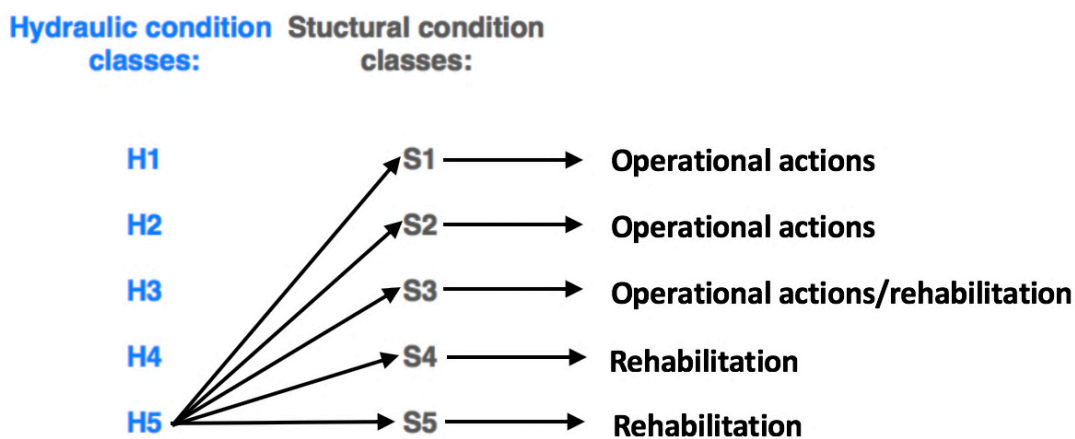 Hydraulic condition classes:
Stuctural condition classes:
H1 S1 Operational actions
H2 S2 Operational actions
H3 S3 Operational actions/rehabilitation
H4 S4 Rehabilitation
H5 S5 Rehabilitation